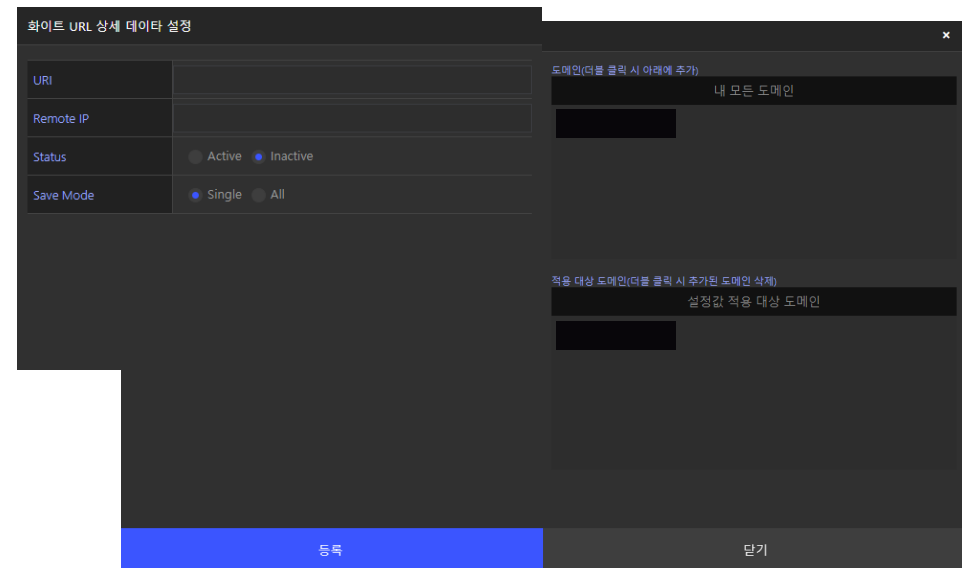 화이트 URL 상세 데이타 설정
×
URI
Remote IP
Status
Active
Inactive
Save Mode
Single
All
도메인(더블 클릭 시 아래에 추가)
내 모든 도메인
적용 대상 도메인(더블 클릭 시 추가된 도메인 삭제)
설정값 적용 대상 도메인
등록
닫기